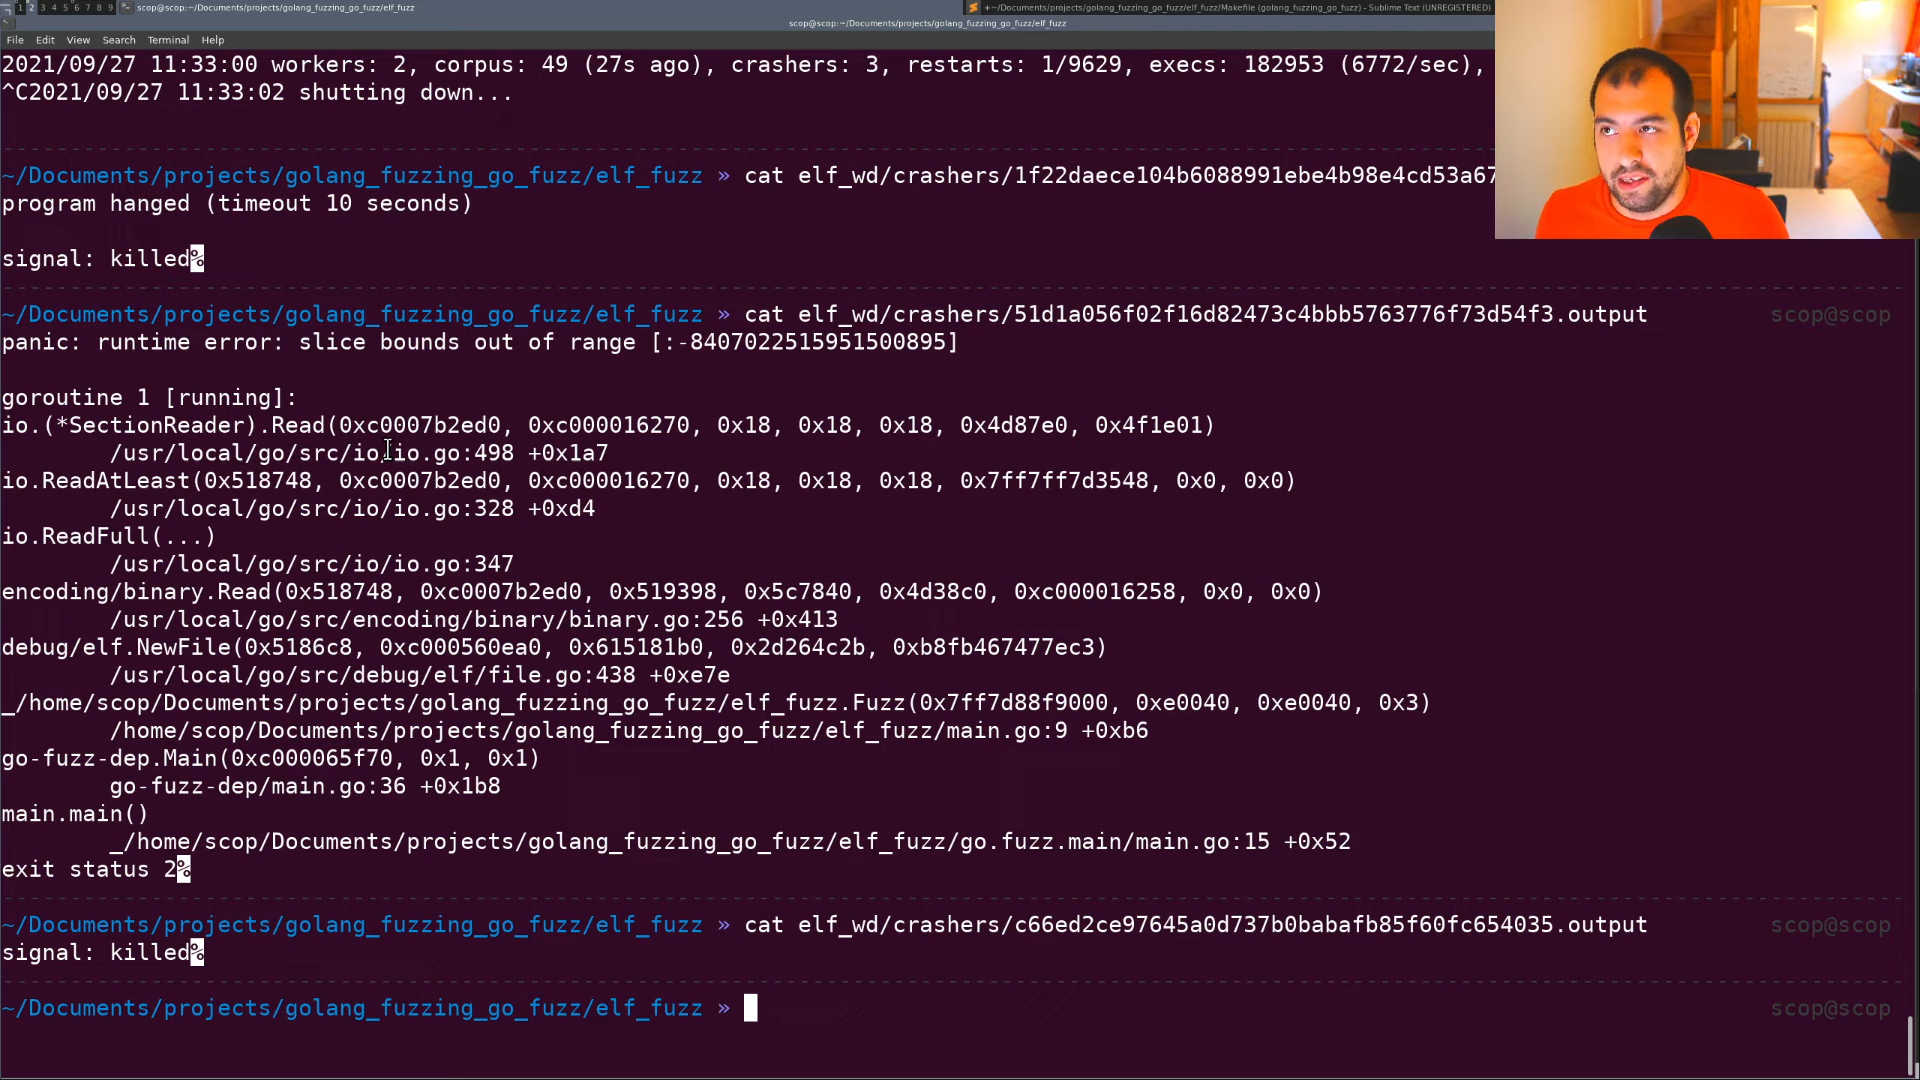 1 2 3 4 5 6 7 8 9 scop@scop:~/Documents/projects/golang_fuzzing_go_fuzz/elf_fuzz
~/Documents/projects/golang_fuzzing_go_fuzz/elf_fuzz/Makefile (golang_fuzzing_go_fuzz) - Sublime Text (UNREGISTERED)
scop@scop:~/Documents/projects/golang_fuzzing_go_fuzz/elf_fuzz
File Edit View Search Terminal Help
2021/09/27 11:33:00 workers: 2, corpus: 49 (27s ago), crashers: 3, restarts: 1/9629, execs: 182953 (6772/sec),
^C2021/09/27 11:33:02 shutting down...
~/Documents/projects/golang_fuzzing_go_fuzz/elf_fuzz » cat elf_wd/crashers/1f22daece104b6088991ebe4b98e4cd53a67
program hanged (timeout 10 seconds)
signal: killed%
~/Documents/projects/golang_fuzzing_go_fuzz/elf_fuzz » cat elf_wd/crashers/51d1a056f02f16d82473c4bbb5763776f73d54f3.output scop@scop
panic: runtime error: slice bounds out of range [:-8407022515951500895]
goroutine 1 [running]:
io.(*SectionReader).Read(0xc0007b2ed0, 0xc000016270, 0x18, 0x18, 0x18, 0x4d87e0, 0x4f1e01)
/usr/local/go/src/io/io.go:498 +0x1a7
io.ReadAtLeast(0x518748, 0xc0007b2ed0, 0xc000016270, 0x18, 0x18, 0x18, 0x7ff7ff7d3548, 0x0, 0x0)
/usr/local/go/src/io/io.go:328 +0xd4
io.ReadFull(...)
/usr/local/go/src/io/io.go:347
encoding/binary.Read(0x518748, 0xc0007b2ed0, 0x519398, 0x5c7840, 0x4d38c0, 0xc000016258, 0x0, 0x0)
/usr/local/go/src/encoding/binary/binary.go:256 +0x413
debug/elf.NewFile(0x5186c8, 0xc000560ea0, 0x615181b0, 0x2d264c2b, 0xb8fb467477ec3)
/usr/local/go/src/debug/elf/file.go:438 +0xe7e
_/home/scop/Documents/projects/golang_fuzzing_go_fuzz/elf_fuzz.Fuzz(0x7ff7d88f9000, 0xe0040, 0xe0040, 0x3)
/home/scop/Documents/projects/golang_fuzzing_go_fuzz/elf_fuzz/main.go:9 +0xb6
go-fuzz-dep.Main(0xc000065f70, 0x1, 0x1)
go-fuzz-dep/main.go:36 +0x1b8
main.main()
_/home/scop/Documents/projects/golang_fuzzing_go_fuzz/elf_fuzz/go.fuzz.main/main.go:15 +0x52
exit status 2%
~/Documents/projects/golang_fuzzing_go_fuzz/elf_fuzz » cat elf_wd/crashers/c66ed2ce97645a0d737b0babafb85f60fc654035.output scop@scop
signal: killed%
~/Documents/projects/golang_fuzzing_go_fuzz/elf_fuzz » scop@scop